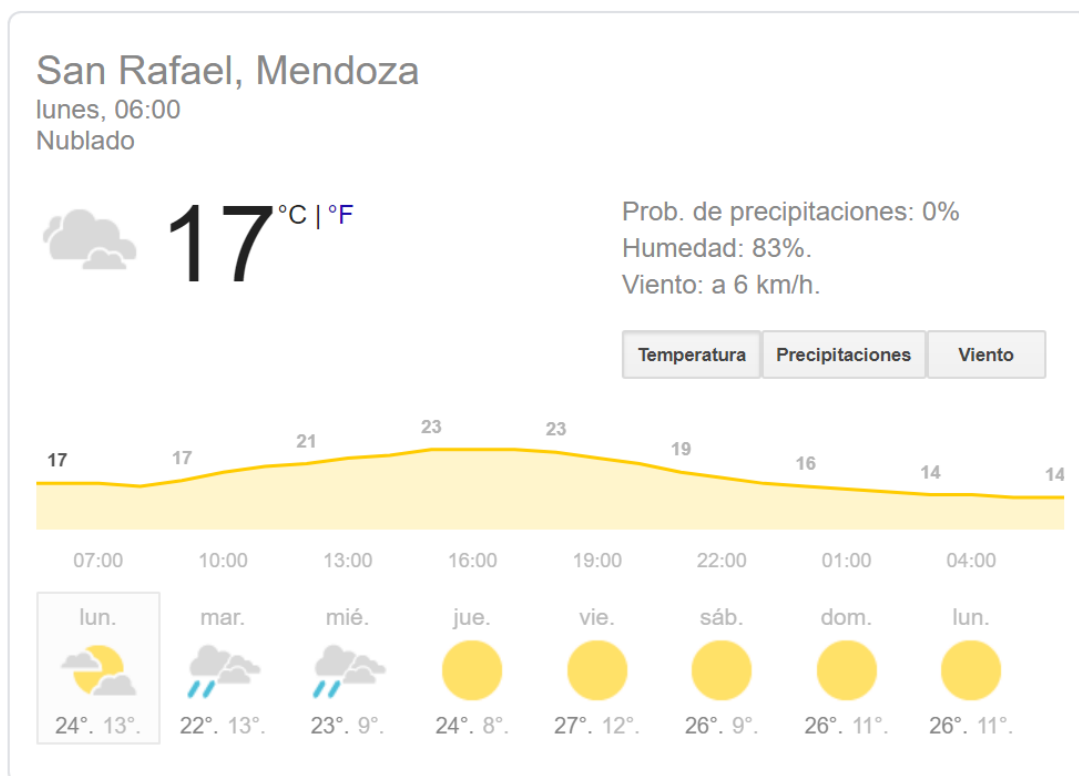 San Rafael, Mendoza
lunes, 06:00
Nublado
17 °C | °F
Prob. de precipitaciones: 0%
Humedad: 83%.
Viento: a 6 km/h.
Temperatura Precipitaciones Viento
17 17 21 23 23 19 16 14 14
07:00 10:00 13:00 16:00 19:00 22:00 01:00 04:00
lun. mar. mié. jue. vie. sáb. dom. lun.
24°. 13°. 22°. 13°. 23°. 9°. 24°. 8°. 27°. 12°. 26°. 9°. 26°. 11°. 26°. 11°.